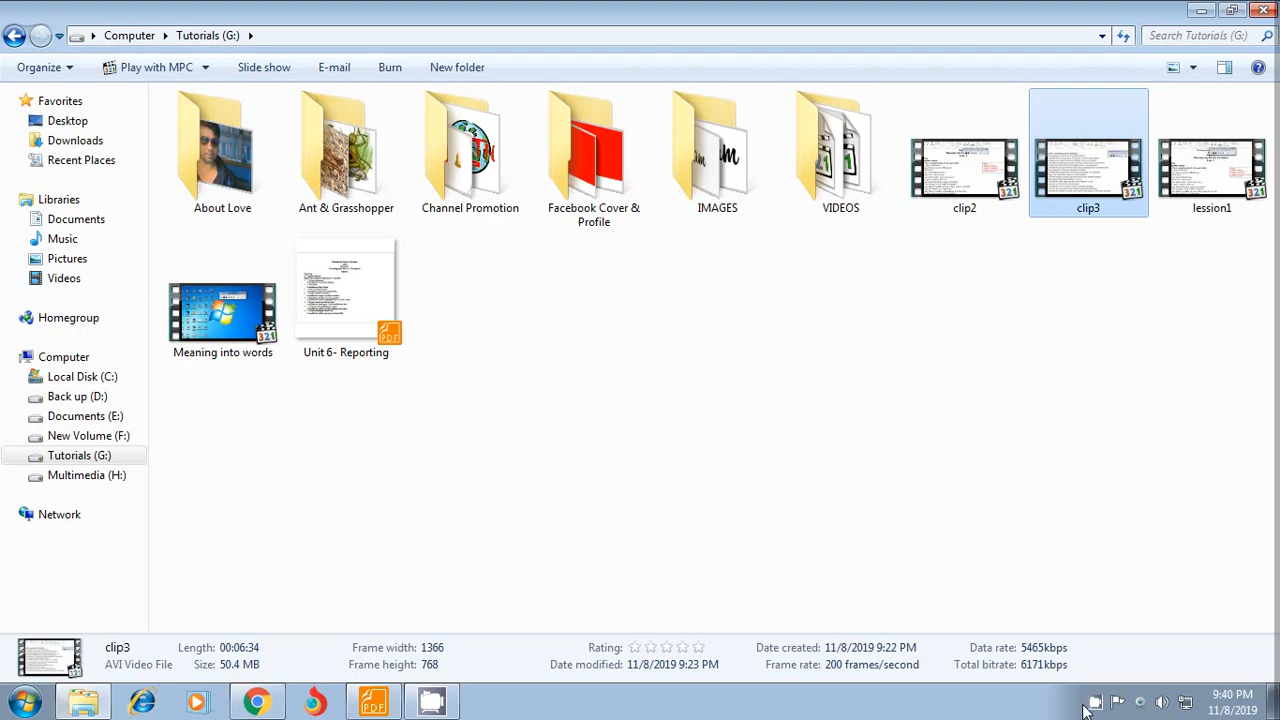 Computer Tutorials (G:)
Search Tutorials (G:)
Organize Play with MPC Slide show E-mail Burn New folder
Favorites
Desktop
Downloads
Recent Places
Libraries
Documents
Music
Pictures
Videos
Homegroup
Computer
Local Disk (C:)
Back up (D:)
Documents (E:)
New Volume (F:)
Tutorials (G:)
Multimedia (H:)
Network
About Love
Ant & Grasshopper
Channel Promotion
Facebook Cover &
Profile
IMAGES
VIDEOS
clip2
clip3
lession1
Meaning into words
PDF
Unit 6- Reporting
clip3 Length: 00:06:34 Frame width: 1366 Rating: Date created: 11/8/2019 9:22 PM Data rate: 5465kbps
AVI Video File Size: 50.4 MB Frame height: 768 Date modified: 11/8/2019 9:23 PM Frame rate: 200 frames/second Total bitrate: 6171kbps
PDF
9:40 PM
11/8/2019